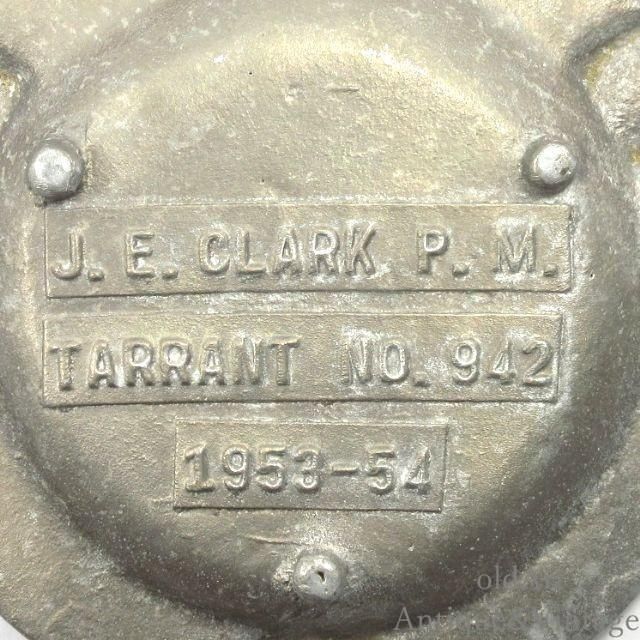 J. E. CLARK P. M.
TARRANT NO. 942
1953-54